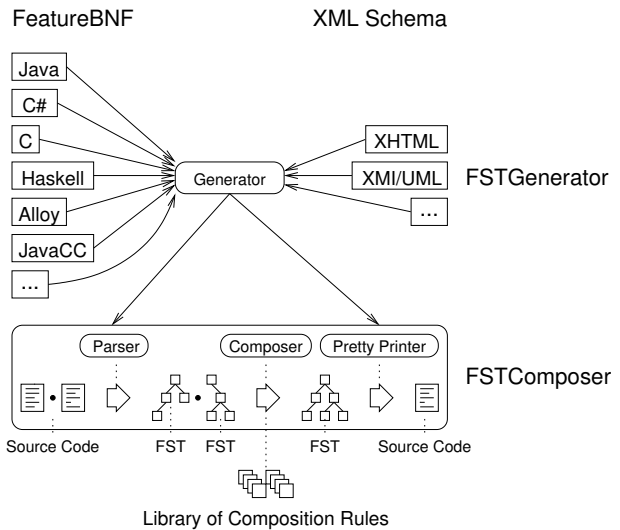 FeatureBNF
XML Schema
Java
C#
C
Haskell
Alloy
JavaCC
...
Generator
XHTML
XMI/UML
...
FSTGenerator
Parser
Composer
Pretty Printer
FSTComposer
Source Code
FST
FST
FST
Source Code
Library of Composition Rules